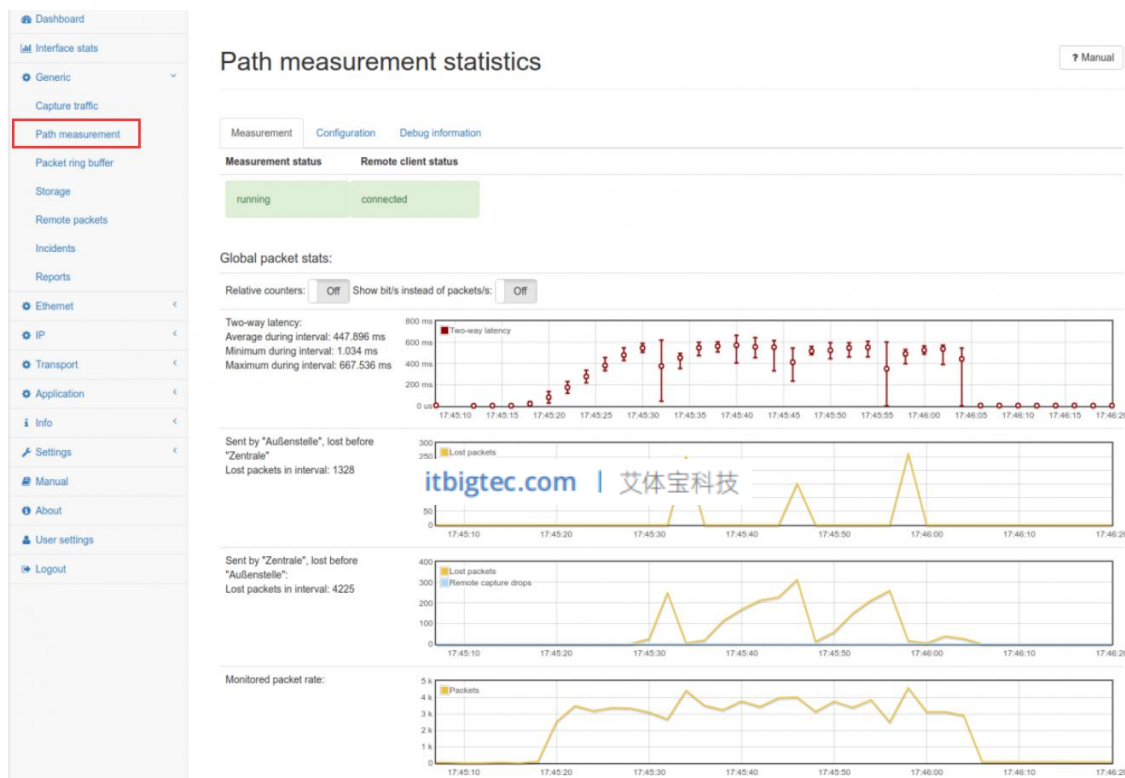 Dashboard
Interface stats
Generic
Capture traffic
Path measurement
Packet ring buffer
Storage
Remote packets
Incidents
Reports
Ethernet
IP
Transport
Application
Info
Settings
Manual
About
User settings
Logout
Path measurement statistics
? Manual
Measurement Configuration Debug information
Measurement status Remote client status
running connected
Global packet stats:
Relative counters: Off Show bit/s instead of packets/s: Off
Two-way latency:
Average during interval: 447.896 ms
Minimum during interval: 1.034 ms
Maximum during interval: 667.536 ms
800 ms
600 ms
400 ms
200 ms
0 us
Two-way latency
17:45:10 17:45:15 17:45:20 17:45:25 17:45:30 17:45:35 17:45:40 17:45:45 17:45:50 17:45:55 17:46:00 17:46:05 17:46:10 17:46:15 17:46:20
Sent by "Außenstelle", lost before
"Zentrale"
Lost packets in interval: 1328
300
250
50
0
Lost packets
itbigtec.com | 艾体宝科技
17:45:10 17:45:20 17:45:30 17:45:40 17:45:50 17:46:00 17:46:10 17:46:20
Sent by "Zentrale", lost before
"Außenstelle":
Lost packets in interval: 4225
400
300
200
100
0
Lost packets
Remote capture drops
17:45:10 17:45:20 17:45:30 17:45:40 17:45:50 17:46:00 17:46:10 17:46:20
Monitored packet rate:
5 k
4 k
3 k
2 k
1 k
0
Packets
17:45:10 17:45:20 17:45:30 17:45:40 17:45:50 17:46:00 17:46:10 17:46:20